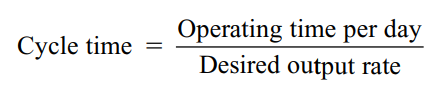 Cycle time = Operating time per day / Desired output rate